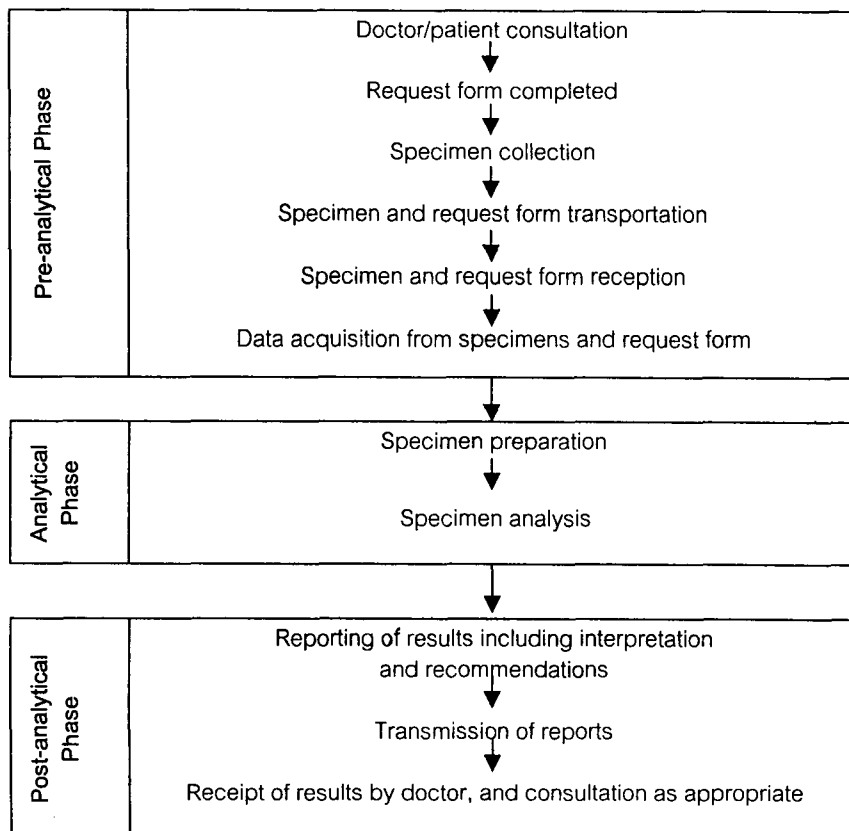 Pre-analytical Phase
Doctor/patient consultation
Request form completed
Specimen collection
Specimen and request form transportation
Specimen and request form reception
Data acquisition from specimens and request form
Analytical
Phase
Specimen preparation
Specimen analysis
Post-analytical
Phase
Reporting of results including interpretation
and recommendations
Transmission of reports
Receipt of results by doctor, and consultation as appropriate